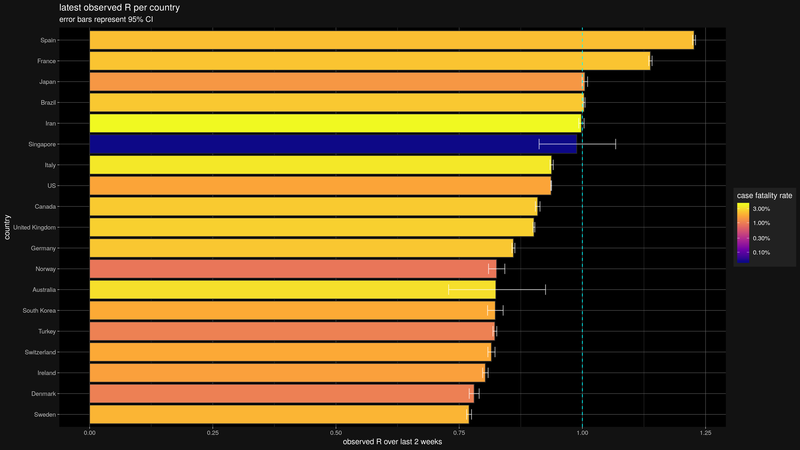 latest observed R per country
error bars represent 95% CI
Spain
France
Japan
Brazil
Iran
Singapore
Italy
US
Canada
United Kingdom
Germany
Norway
Australia
South Korea
Turkey
Switzerland
Ireland
Denmark
Sweden
country
0.00
0.25
0.50
0.75
1.00
1.25
observed R over last 2 weeks
case fatality rate
3.00%
1.00%
0.30%
0.10%